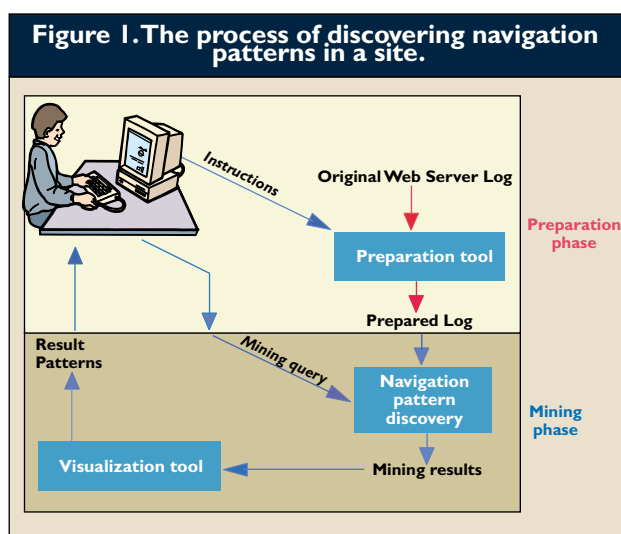 Figure 1. The process of discovering navigation
patterns in a site.
Instructions
Original Web Server Log
Preparation
phase
Preparation tool
Prepared Log
Result
Patterns
Mining query
Navigation
pattern
discovery
Mining
phase
Visualization tool
Mining results